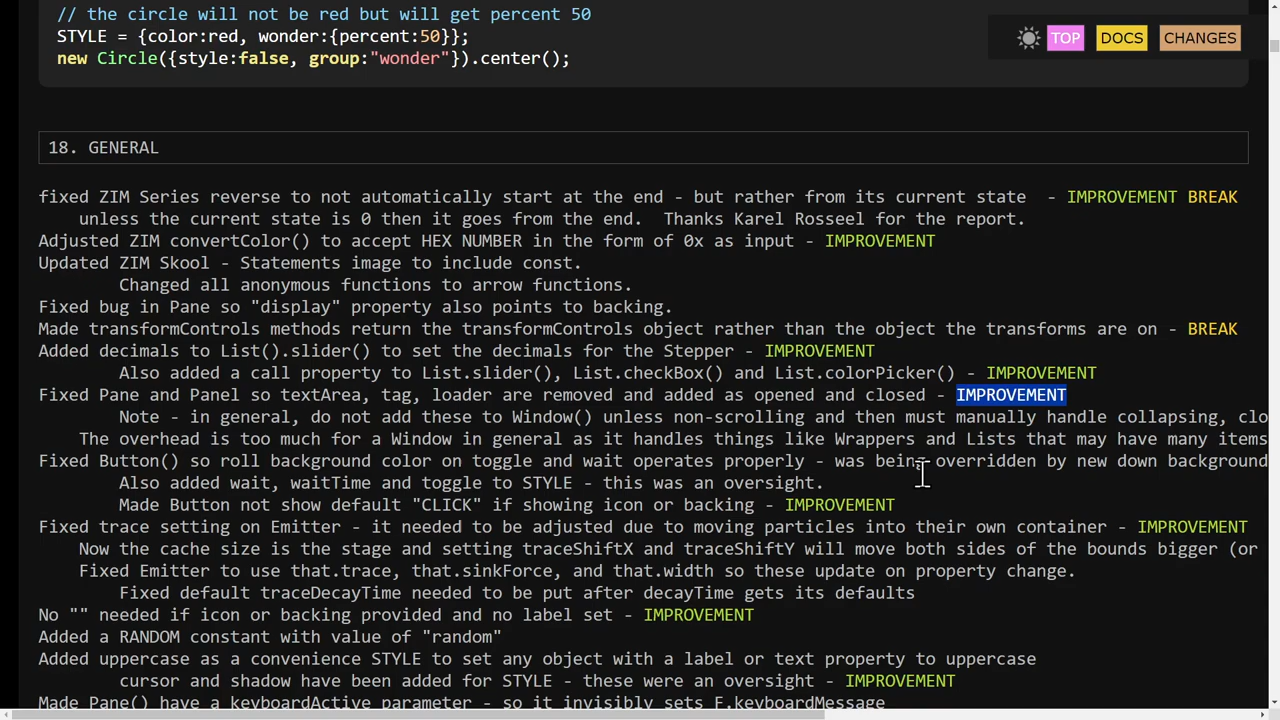 // the circle will not be red but will get percent 50
STYLE = {color:red, wonder:{percent:50}};
new Circle({style:false, group:"wonder"}).center();
TOP DOCS CHANGES
18. GENERAL
fixed ZIM Series reverse to not automatically start at the end - but rather from its current state  - IMPROVEMENT BREAK
unless the current state is 0 then it goes from the end.  Thanks Karel Rosseel for the report.
Adjusted ZIM convertColor() to accept HEX NUMBER in the form of 0x as input - IMPROVEMENT
Updated ZIM Skool - Statements image to include const.
Changed all anonymous functions to arrow functions.
Fixed bug in Pane so "display" property also points to backing.
Made transformControls methods return the transformControls object rather than the object the transforms are on - BREAK
Added decimals to List().slider() to set the decimals for the Stepper - IMPROVEMENT
Also added a call property to List.slider(), List.checkBox() and List.colorPicker() - IMPROVEMENT
Fixed Pane and Panel so textArea, tag, loader are removed and added as opened and closed - IMPROVEMENT
Note - in general, do not add these to Window() unless non-scrolling and then must manually handle collapsing, clo
The overhead is too much for a Window in general as it handles things like Wrappers and Lists that may have many items
Fixed Button() so roll background color on toggle and wait operates properly - was being overridden by new down background
Also added wait, waitTime and toggle to STYLE - this was an oversight.
Made Button not show default "CLICK" if showing icon or backing - IMPROVEMENT
Fixed trace setting on Emitter - it needed to be adjusted due to moving particles into their own container - IMPROVEMENT
Now the cache size is the stage and setting traceShiftX and traceShiftY will move both sides of the bounds bigger (or
Fixed Emitter to use that.trace, that.sinkForce, and that.width so these update on property change.
Fixed default traceDecayTime needed to be put after decayTime gets its defaults
No "" needed if icon or backing provided and no label set - IMPROVEMENT
Added a RANDOM constant with value of "random"
Added uppercase as a convenience STYLE to set any object with a label or text property to uppercase
cursor and shadow have been added for STYLE - these were an oversight - IMPROVEMENT
Made Pane() have a keyboardActive parameter - so it invisibly sets F.keyboardMessage